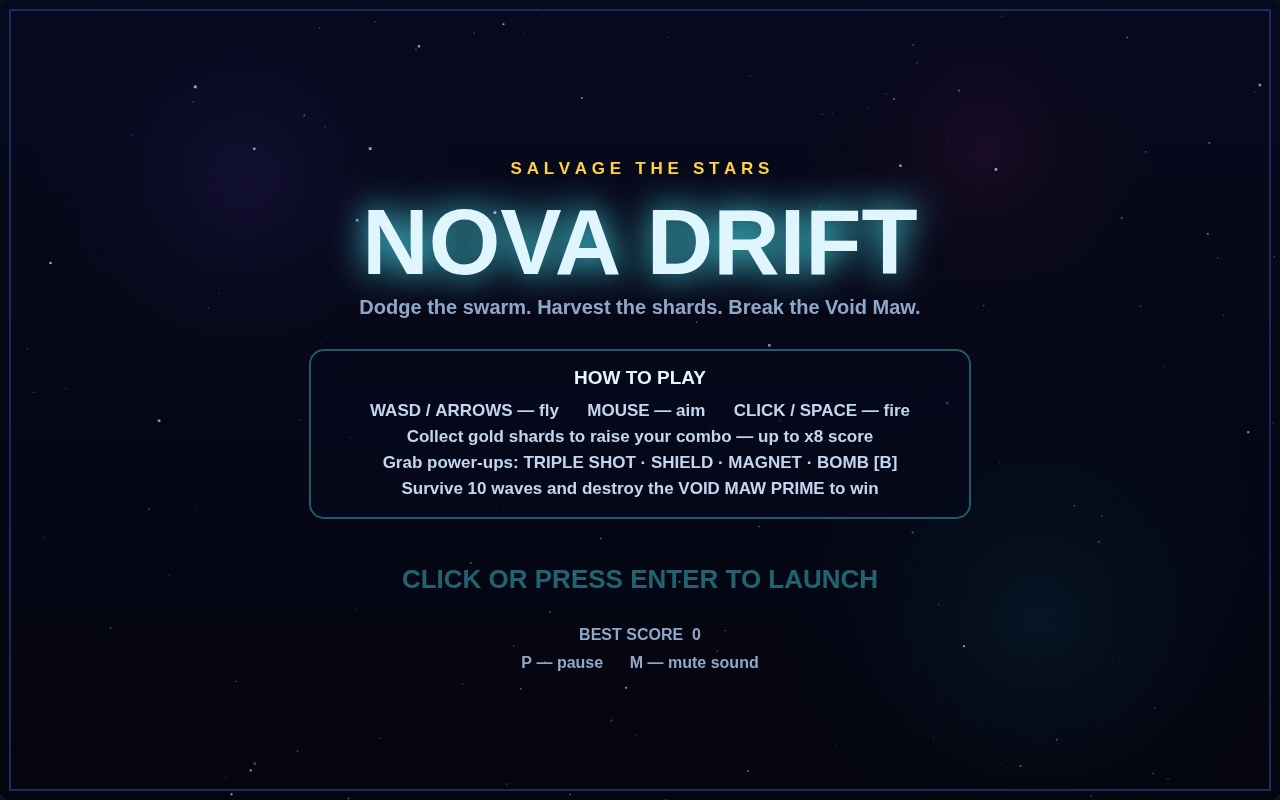 SALVAGE THE STARS
NOVA DRIFT
Dodge the swarm. Harvest the shards. Break the Void Maw.
HOW TO PLAY
WASD / ARROWS — fly MOUSE — aim CLICK / SPACE — fire
Collect gold shards to raise your combo — up to x8 score
Grab power-ups: TRIPLE SHOT · SHIELD · MAGNET · BOMB [B]
Survive 10 waves and destroy the VOID MAW PRIME to win
CLICK OR PRESS ENTER TO LAUNCH
BEST SCORE 0
P — pause M — mute sound